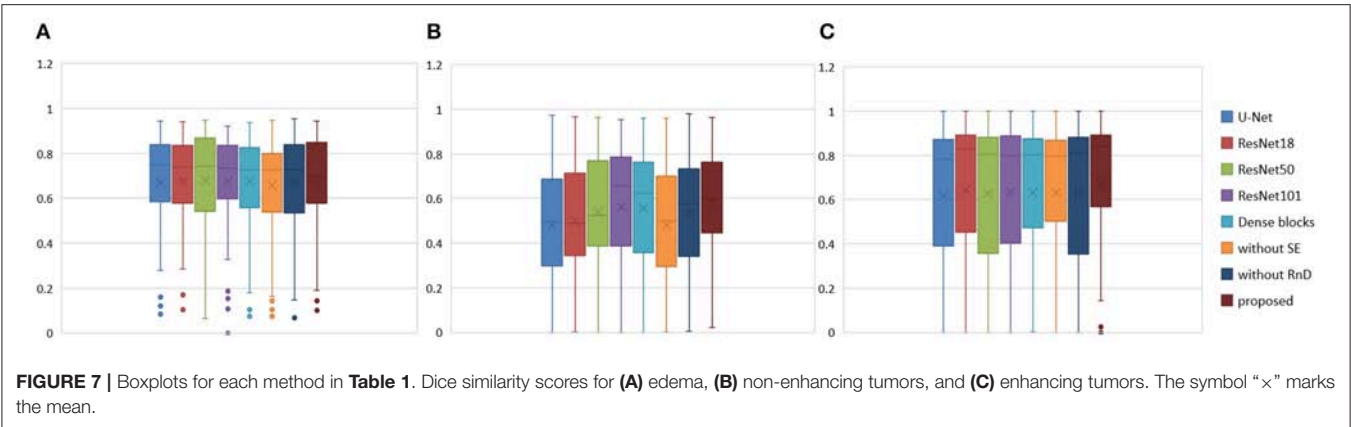 A
B
C
1.2
1
0.8
0.6
0.4
0.2
0
1.2
1
0.8
0.6
0.4
0.2
0
1.2
1
0.8
0.6
0.4
0.2
0
U-Net
ResNet18
ResNet50
ResNet101
Dense blocks
without SE
without RnD
proposed
FIGURE 7 | Boxplots for each method in Table 1. Dice similarity scores for (A) edema, (B) non-enhancing tumors, and (C) enhancing tumors. The symbol “×” marks
the mean.